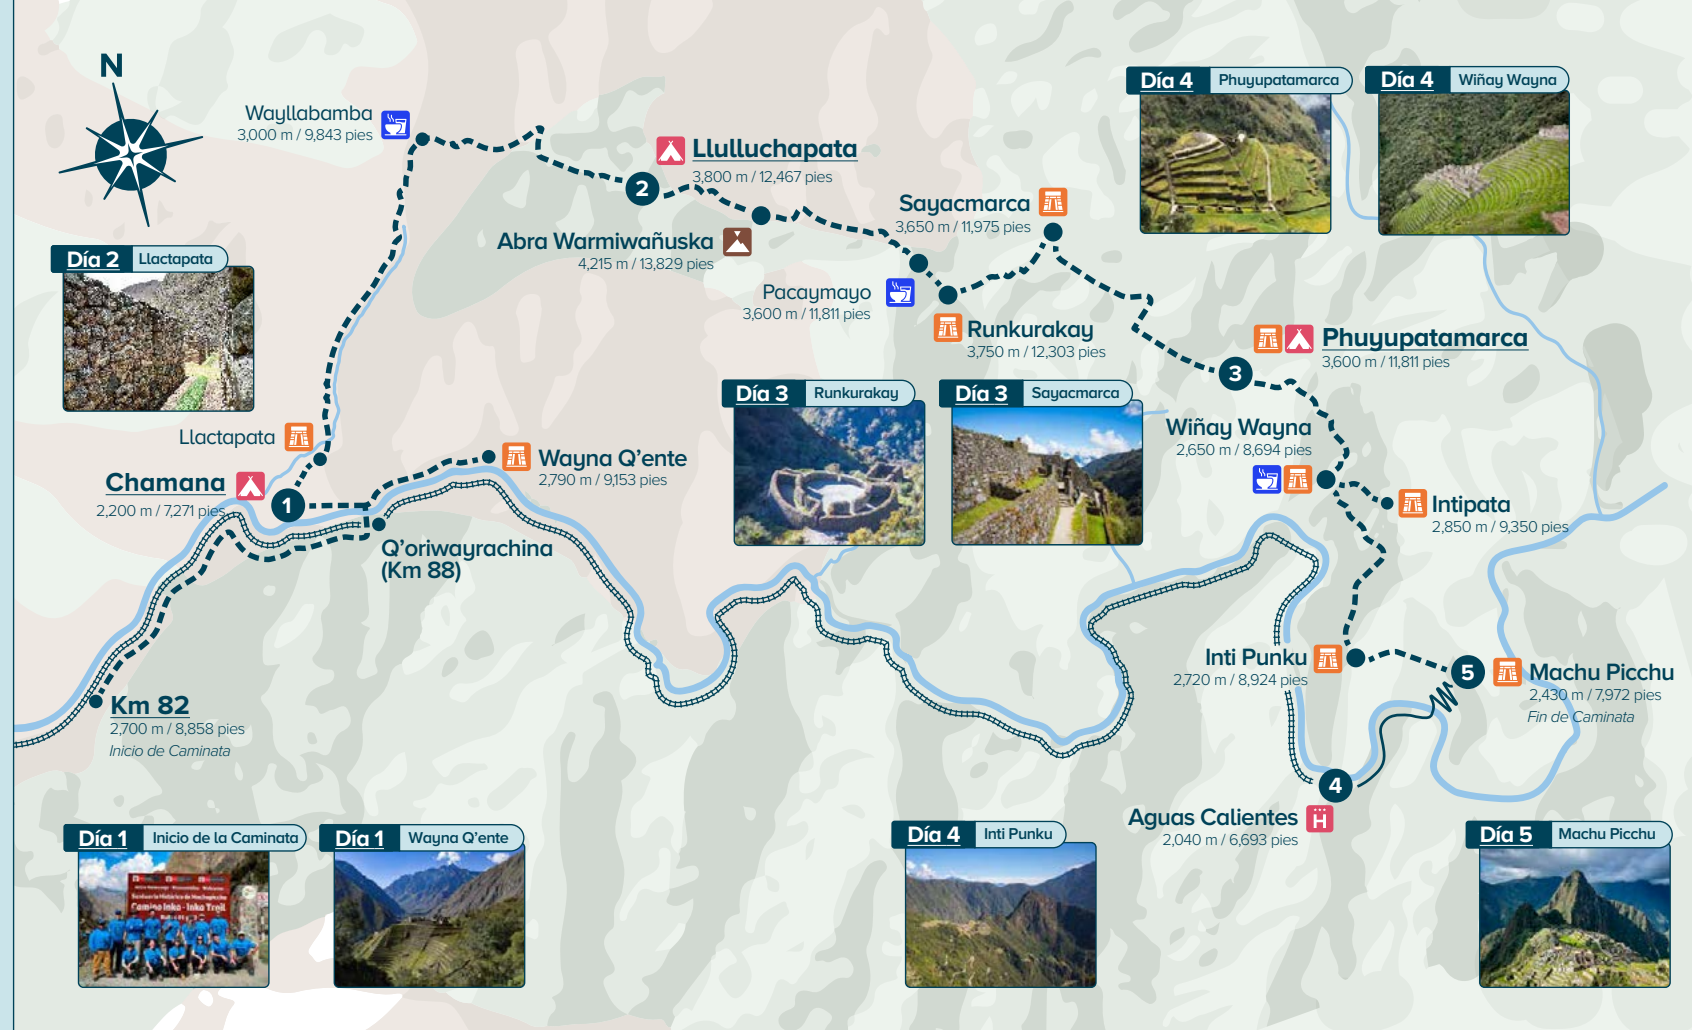 N
Wayllabamba
3,000 m / 9,843 pies
Llulluchapata
3,800 m / 12,467 pies
2
Abra Warmiwañuska
4,215 m / 13,829 pies
Sayacmarca
3,650 m / 11,975 pies
Pacaymayo
3,600 m / 11,811 pies
Runkurakay
3,750 m / 12,303 pies
Día 4
Phuyupatamarca
Día 4
Wiñay Wayna
Día 2
Llactapata
Llactapata
Chamana
2,200 m / 7,271 pies
1
Wayna Q'ente
2,790 m / 9,153 pies
Q'oriwayrachina
(Km 88)
Km 82
2,700 m / 8,858 pies
Inicio de Caminata
Día 3
Runkurakay
Día 3
Sayacmarca
Phuyupatamarca
3,600 m / 11,811 pies
3
Wiñay Wayna
2,650 m / 8,694 pies
Intipata
2,850 m / 9,350 pies
Inti Punku
2,720 m / 8,924 pies
5
Machu Picchu
2,430 m / 7,972 pies
Fin de Caminata
4
Aguas Calientes
2,040 m / 6,693 pies
H
Día 1
Inicio de la Caminata
Camino Inka - Inka Trail
Día 1
Wayna Q'ente
Día 4
Inti Punku
Día 5
Machu Picchu